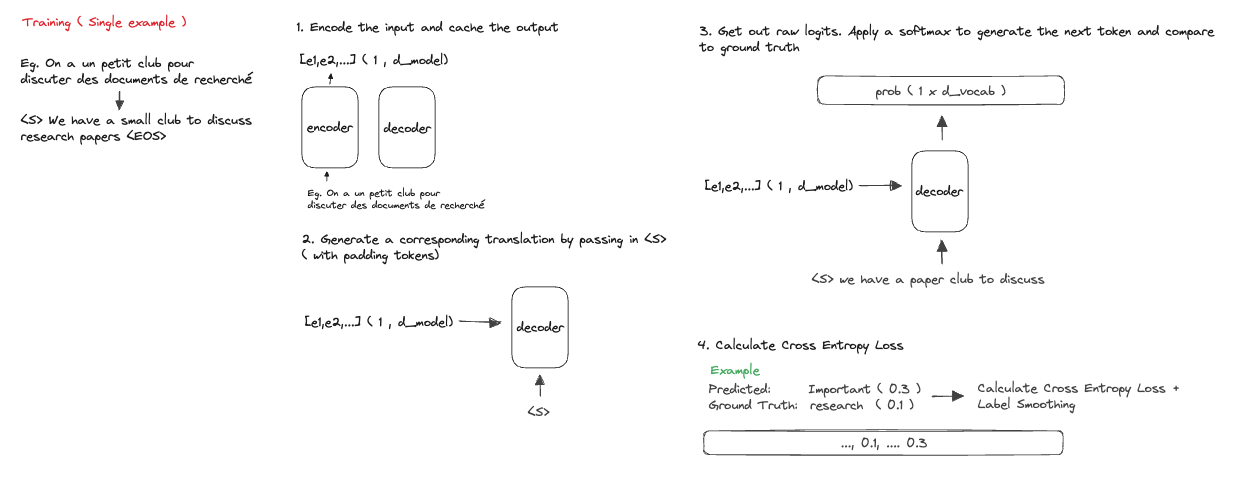 Training ( Single example )
Eg. On a un petit club pour
discuter des documents de recherché
<S> We have a small club to discuss
research papers <EOS>
1. Encode the input and cache the output
[e1,e2,...] ( 1 , d_model)
encoder
decoder
Eg. On a un petit club pour
discuter des documents de recherché
2. Generate a corresponding translation by passing in <S>
( with padding tokens)
[e1,e2,...] ( 1 , d_model)
decoder
<S>
3. Get out raw logits. Apply a softmax to generate the next token and compare
to ground truth
prob ( 1 x d_vocab )
[e1,e2,...] ( 1 , d_model)
decoder
<S> we have a paper club to discuss
4. Calculate Cross Entropy Loss
Example
Predicted: Important ( 0.3 )
Ground Truth: research ( 0.1 )
Calculate Cross Entropy Loss +
Label Smoothing
..., 0.1, .... 0.3